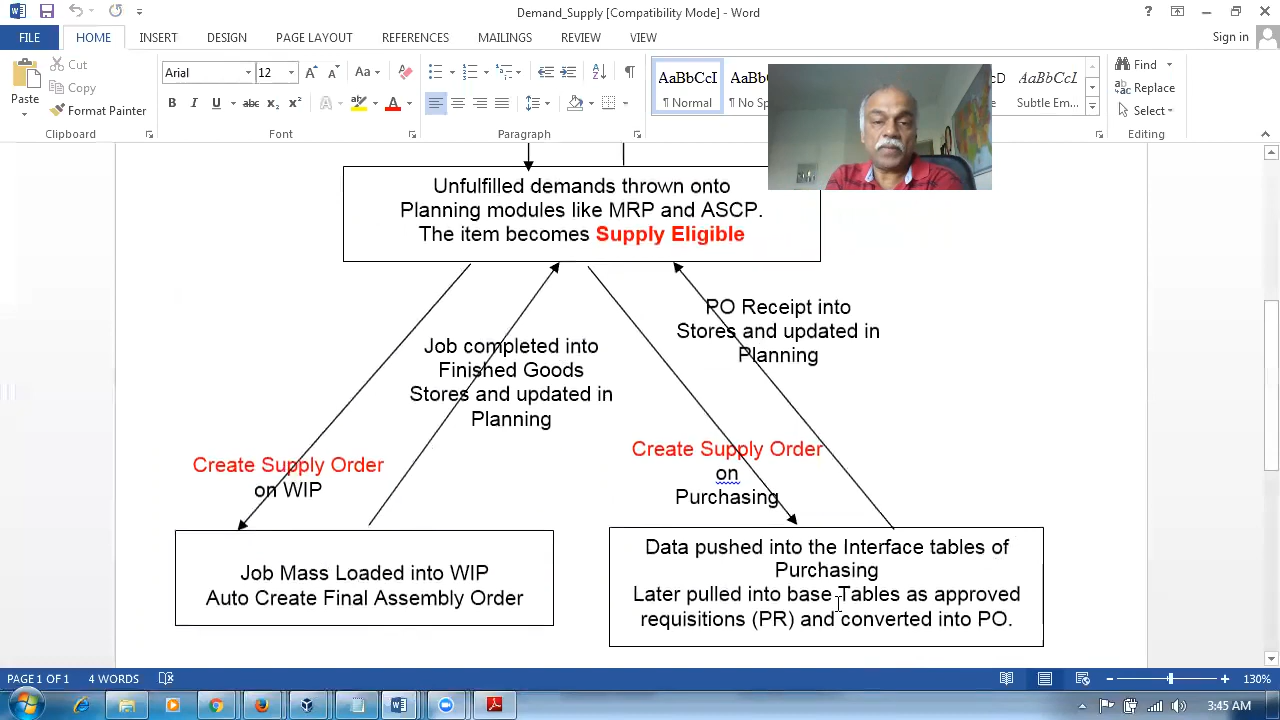 Demand_Supply [Compatibility Mode] - Word
FILE HOME INSERT DESIGN PAGE LAYOUT REFERENCES MAILINGS REVIEW VIEW Sign in
Paste
Cut
Copy
Format Painter
Clipboard
Arial 12
Font
Paragraph
AaBbCcI
¶ Normal
AaBb
¶ No Sp
AaBbCcI
Subtle Em...
Find
Replace
Select
Editing
Unfulfilled demands thrown onto
Planning modules like MRP and ASCP.
The item becomes Supply Eligible
PO Receipt into
Stores and updated in
Planning
Job completed into
Finished Goods
Stores and updated in
Planning
Create Supply Order
on WIP
Create Supply Order
on
Purchasing
Job Mass Loaded into WIP
Auto Create Final Assembly Order
Data pushed into the Interface tables of
Purchasing
Later pulled into base Tables as approved
requisitions (PR) and converted into PO.
PAGE 1 OF 1 4 WORDS 130%
3:45 AM